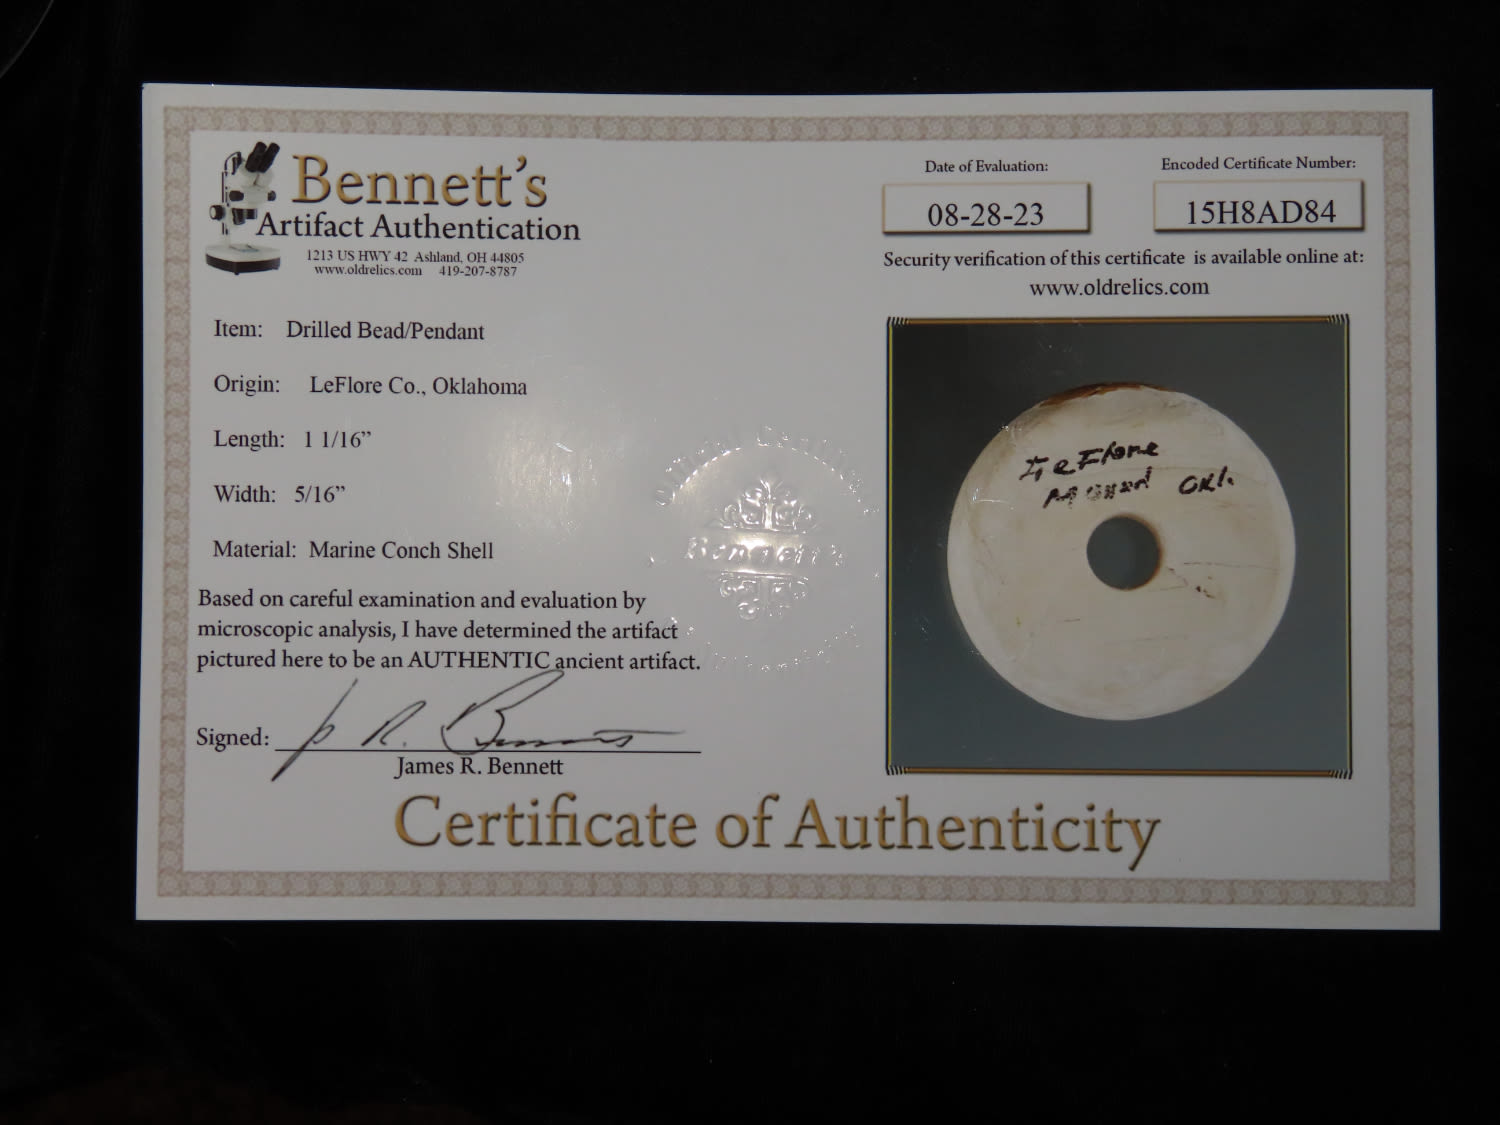 Bennett's
Artifact Authentication
1213 US HWY 42 Ashland, OH 44805
www.oldrelics.com 419-207-8787
Date of Evaluation:
08-28-23
Encoded Certificate Number:
15H8AD84
Security verification of this certificate is available online at:
www.oldrelics.com
Item: Drilled Bead/Pendant
Origin: LeFlore Co., Oklahoma
Length: 1 1/16”
Width: 5/16”
Material: Marine Conch Shell
Based on careful examination and evaluation by
microscopic analysis, I have determined the artifact
pictured here to be an AUTHENTIC ancient artifact.
LeFlore
Mound Okl.
Bennett's
Signed: J R. Bennett
James R. Bennett
Certificate of Authenticity